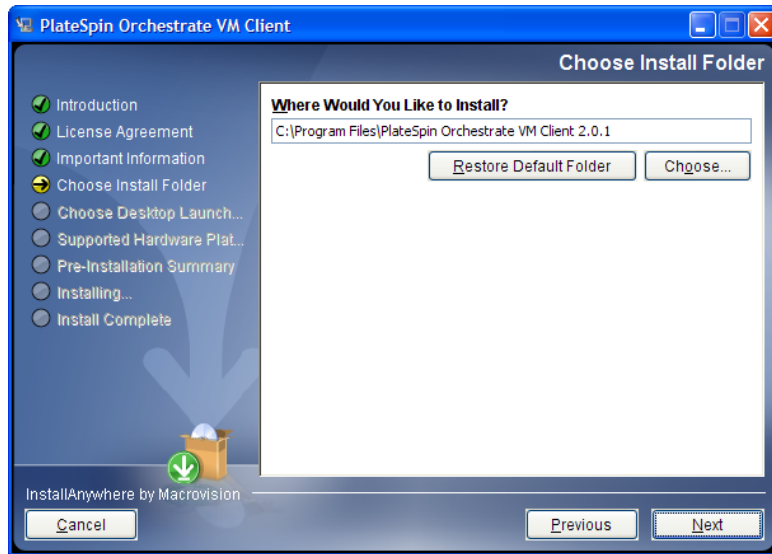 PlateSpin Orchestrate VM Client
Choose Install Folder
Introduction
License Agreement
Important Information
Choose Install Folder
Choose Desktop Launch...
Supported Hardware Plat...
Pre-Installation Summary
Installing...
Install Complete
Where Would You Like to Install?
C:\Program Files\PlateSpin Orchestrate VM Client 2.0.1
Restore Default Folder Choose...
InstallAnywhere by Macrovision
Cancel Previous Next